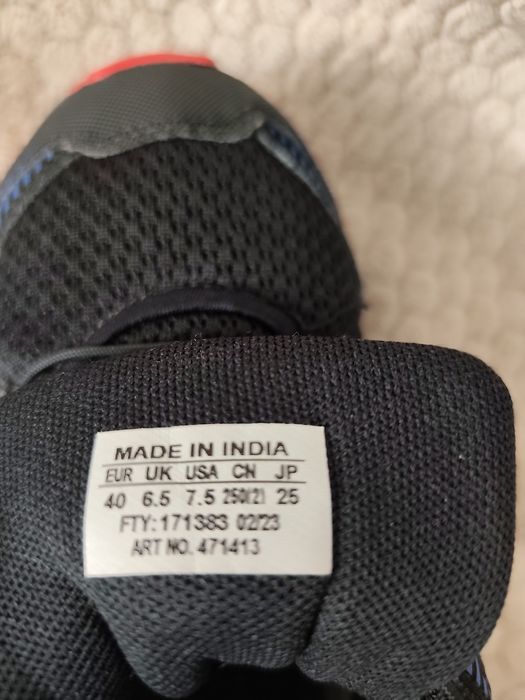 MADE IN INDIA
EUR UK USA CN JP
40 6.5 7.5 250(2) 25
FTY: 171383 02/23
ART NO. 471413